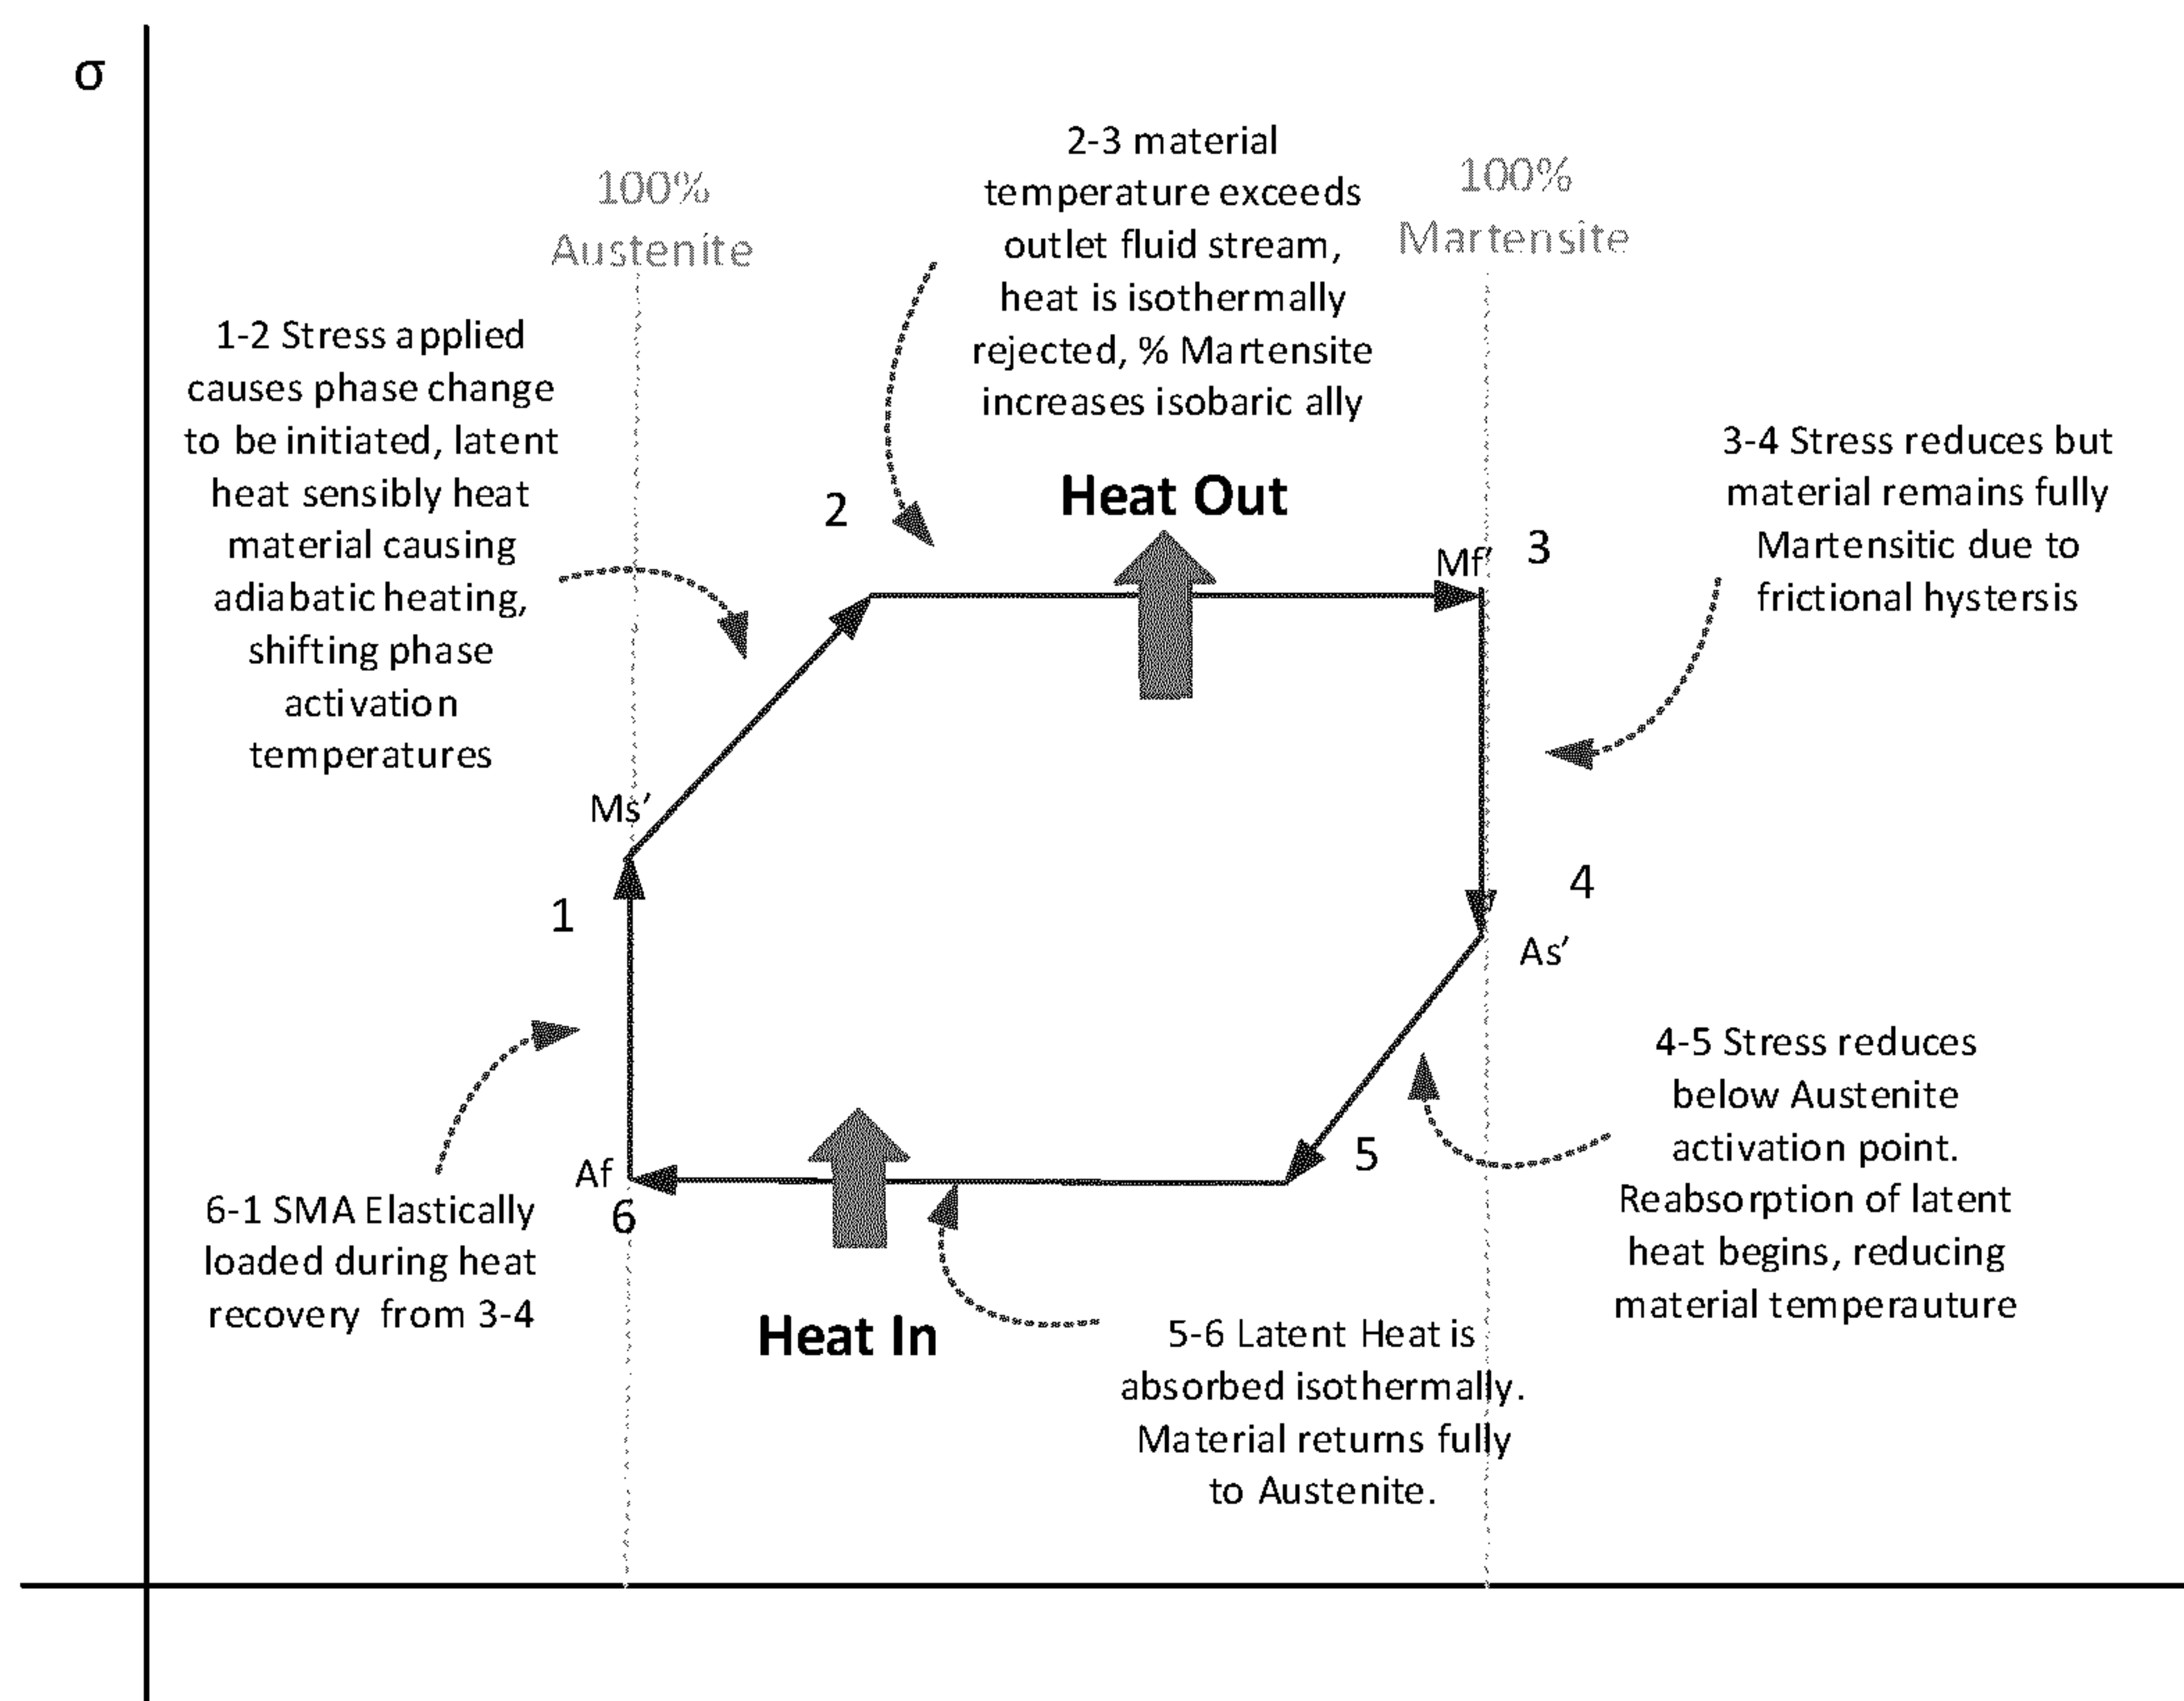 σ
100%
Austenite
2-3 material
temperature exceeds
outlet fluid stream,
heat is isothermally
rejected, % Martensite
increases isobaric ally
100%
Martensite
1-2 Stress applied
causes phase change
to be initiated, latent
heat sensibly heat
material causing
adiabatic heating,
shifting phase
activation
temperatures
3-4 Stress reduces but
material remains fully
Martensitic due to
frictional hystersis
2
Heat Out
Mf'
3
Ms'
1
4
As'
4-5 Stress reduces
below Austenite
activation point.
Reabsorption of latent
heat begins, reducing
material temperauture
5
Af
6
6-1 SMA Elastically
loaded during heat
recovery from 3-4
Heat In
5-6 Latent Heat is
absorbed isothermally.
Material returns fully
to Austenite.